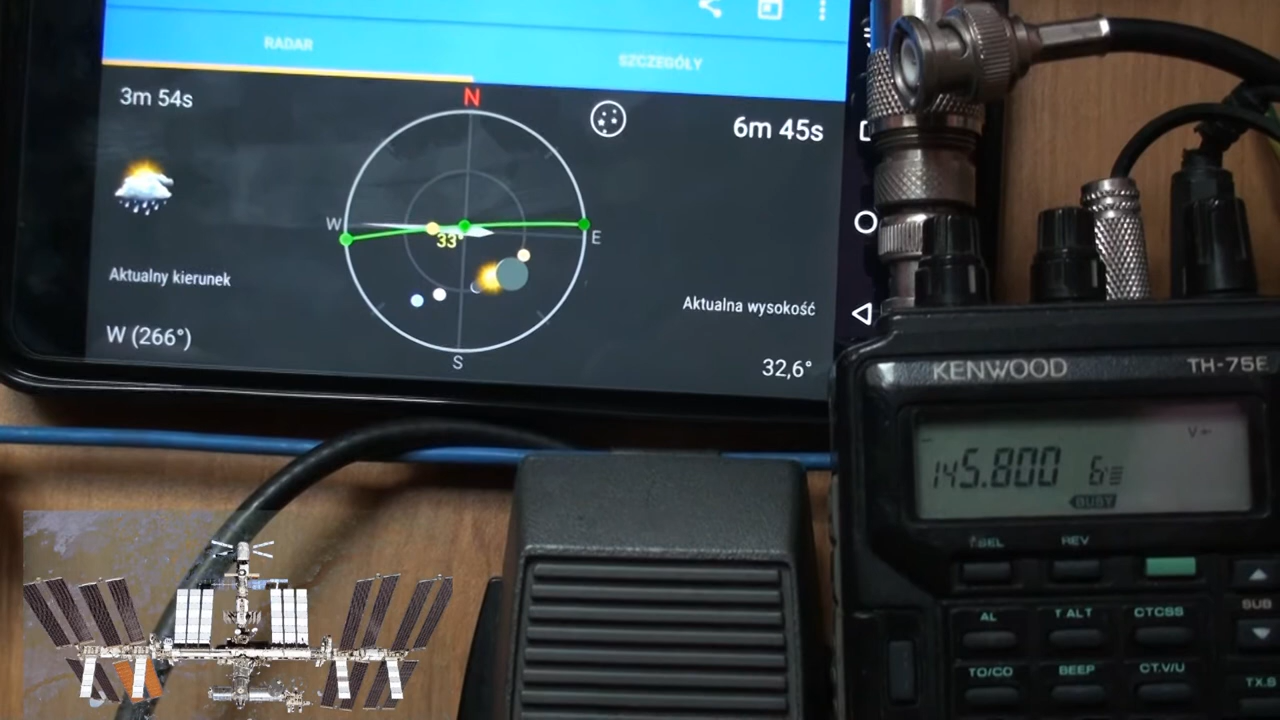 RADAR
SZCZEGÓŁY
3m 54s
N
6m 45s
W
33°
E
Aktualny kierunek
Aktualna wysokość
W (266°)
S
32,6°
KENWOOD
TH-75E
V
145.800
6
BUSY
REV
AL
T ALT
CTCSS
SUB
TO/CO
BEEP
CT.V/U
TX.S